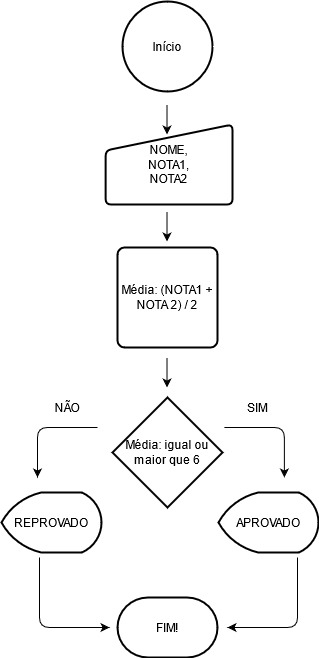 Início
NOME,
NOTA1,
NOTA2
Média: (NOTA1 +
NOTA 2) / 2
NÃO
SIM
Média: igual ou
maior que 6
REPROVADO
APROVADO
FIM!